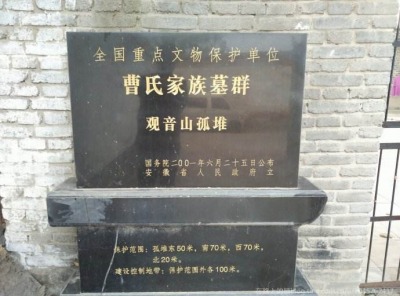 全国重点文物保护单位
曹氏家族墓群
观音山孤堆
国务院二00一年六月二十五日公布
安徽省人民政府立
保护范围：孤堆东50米，前70米，西70米，
北20米。
建设控制地带：保护范围外各100米。